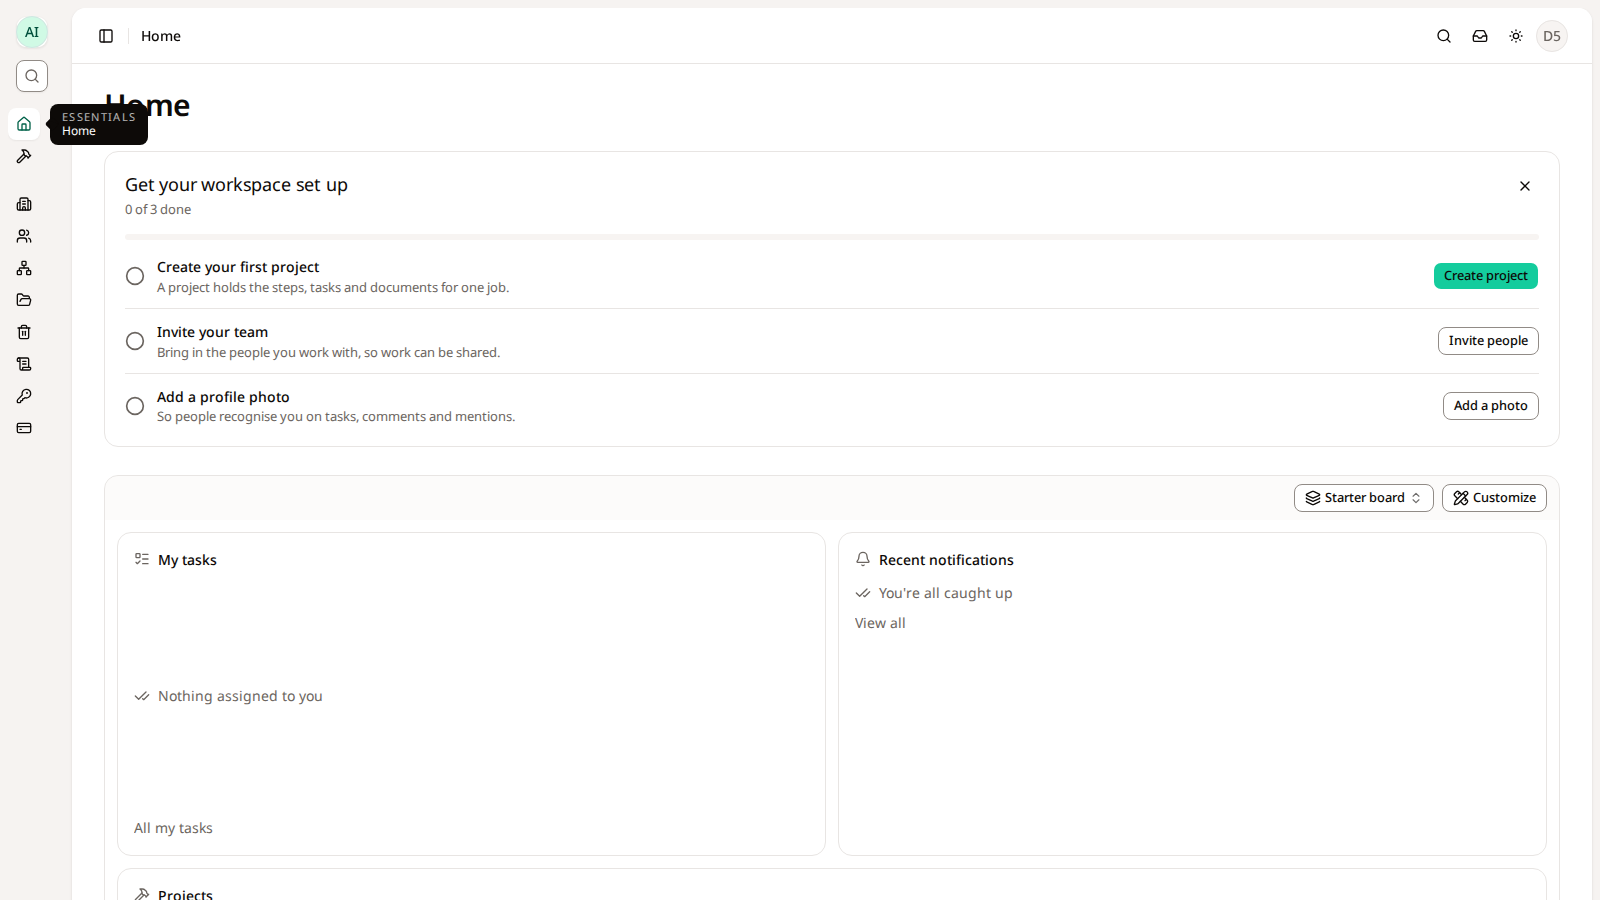 AI
Home
D5
Home
ESSENTIALS
Home
Get your workspace set up
0 of 3 done
Create your first project
A project holds the steps, tasks and documents for one job.
Create project
Invite your team
Bring in the people you work with, so work can be shared.
Invite people
Add a profile photo
So people recognise you on tasks, comments and mentions.
Add a photo
Starter board
Customize
My tasks
Nothing assigned to you
All my tasks
Recent notifications
You're all caught up
View all
Projects